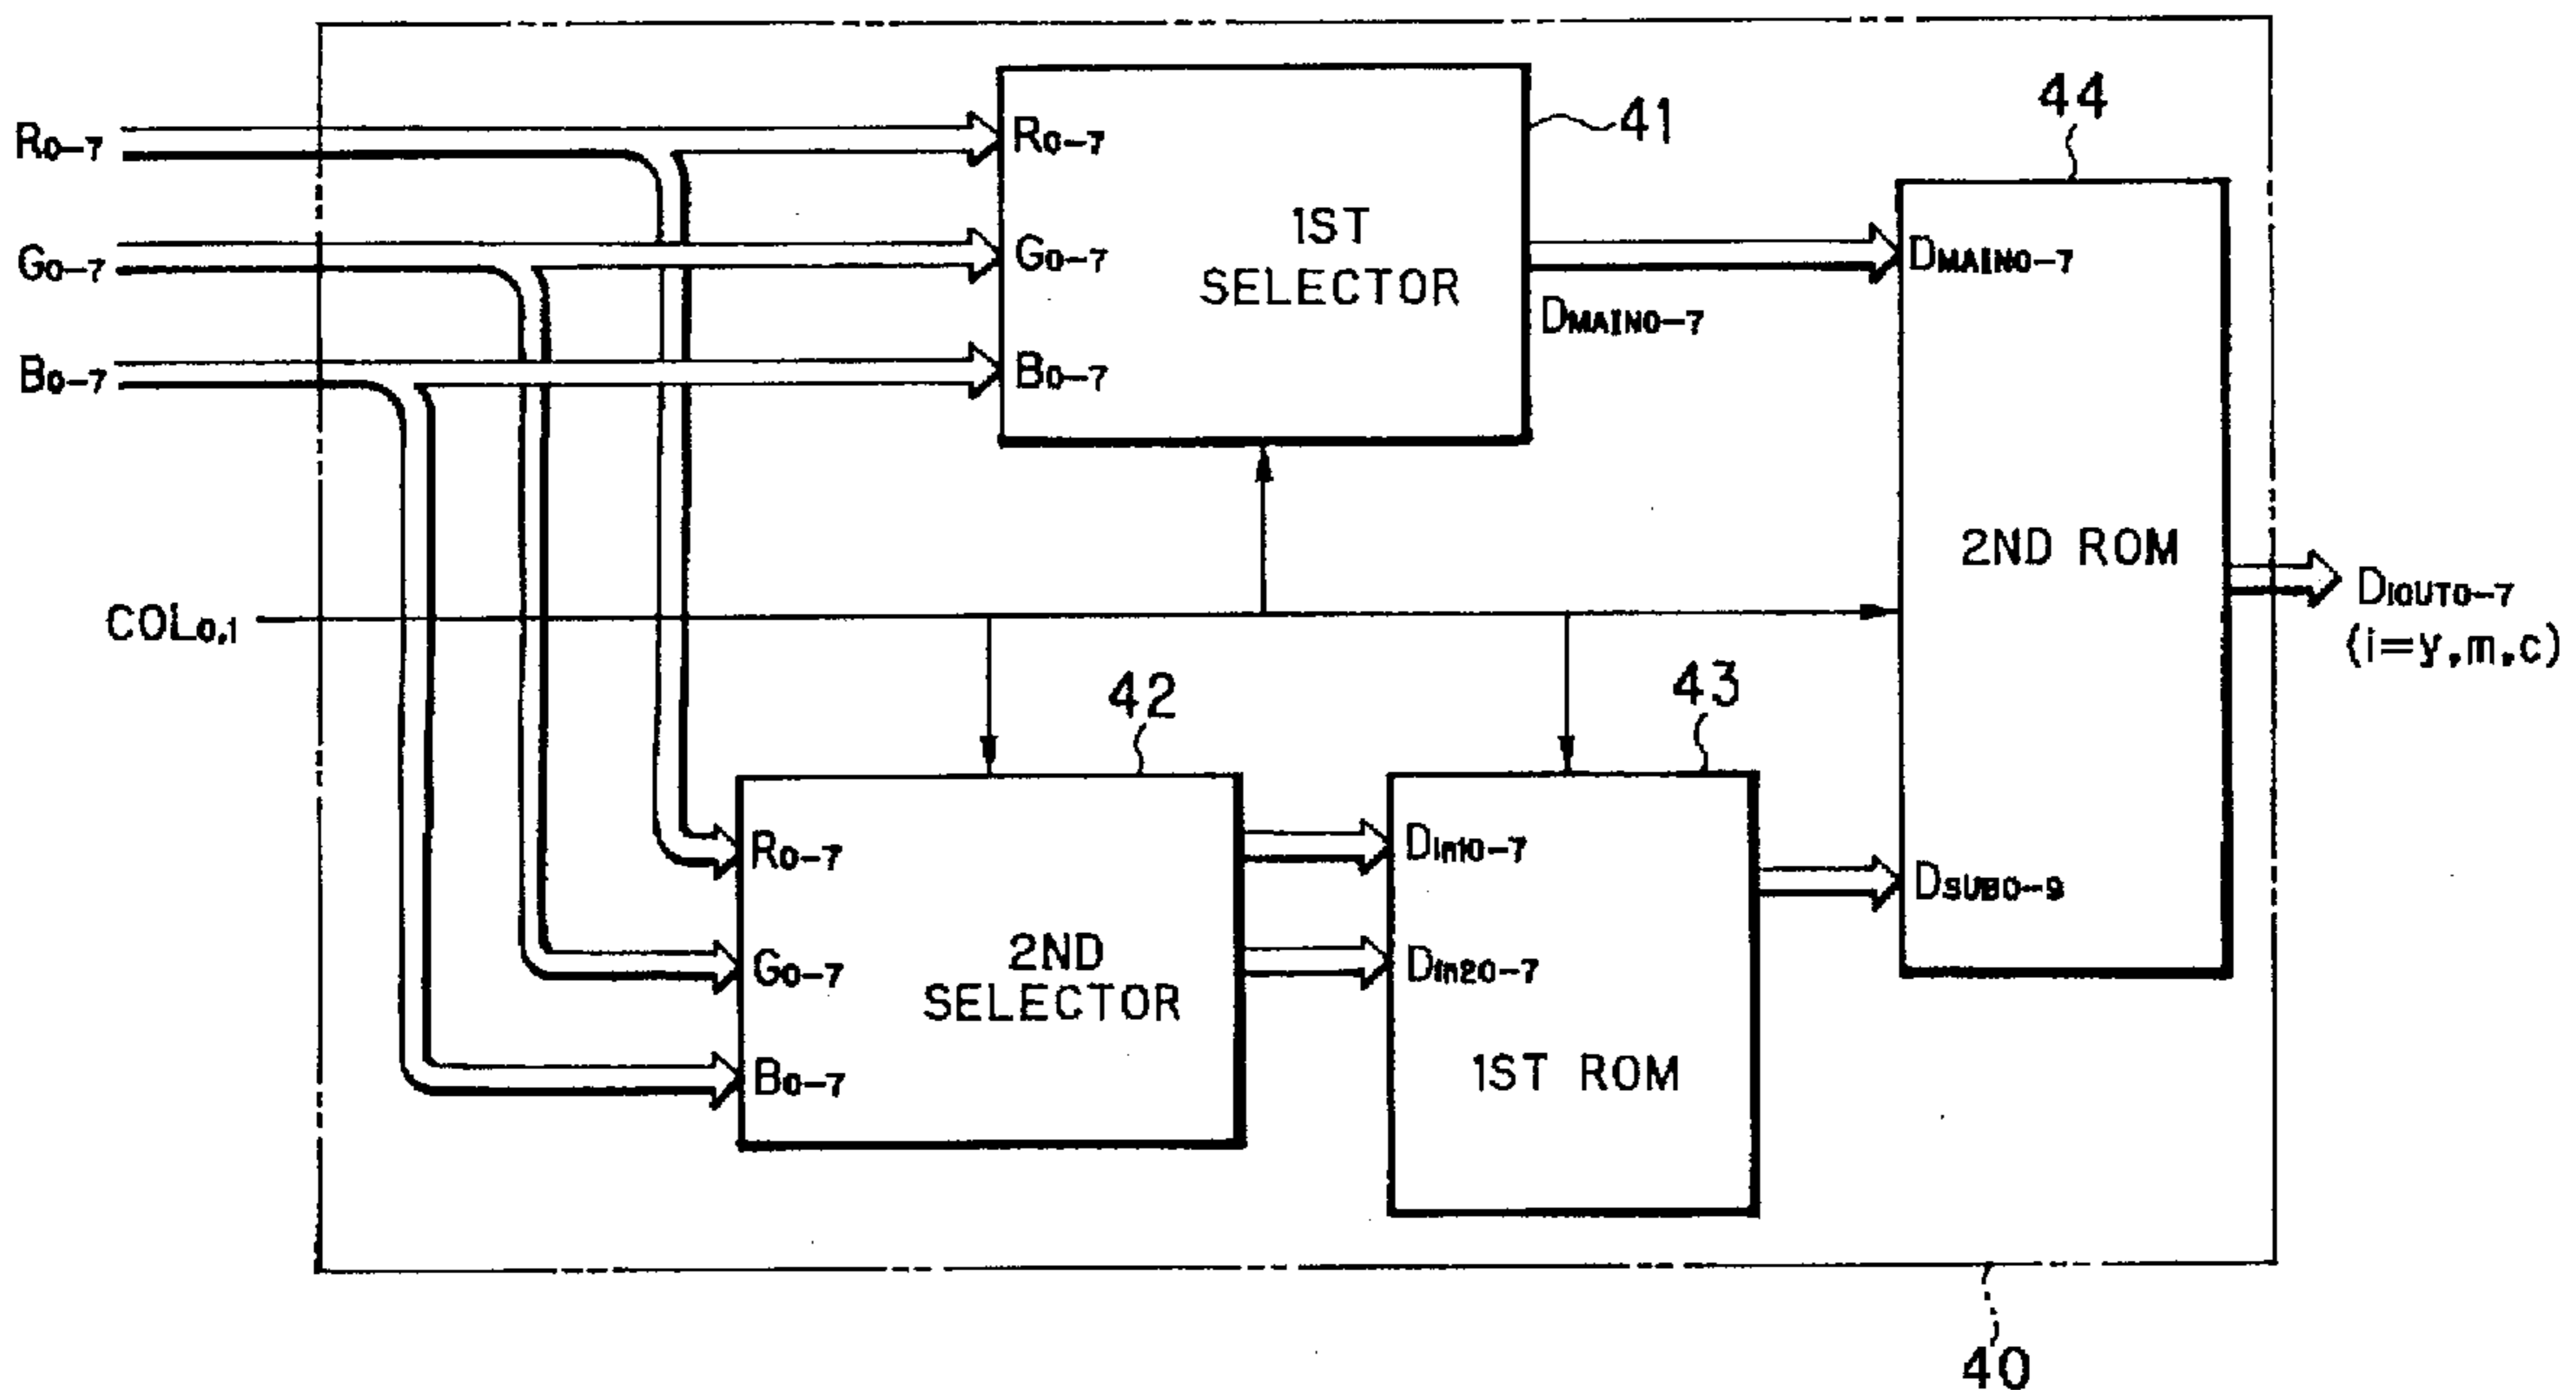 R0-7
G0-7
B0-7
COL0,1
R0-7
G0-7
B0-7
1ST
SELECTOR
41
DMAIN0-7
44
DMAIN0-7
2ND ROM
DSUB0-9
DiOUT0-7
(i=y,m,c)
42
R0-7
G0-7
B0-7
2ND
SELECTOR
43
Din10-7
Din20-7
1ST ROM
40